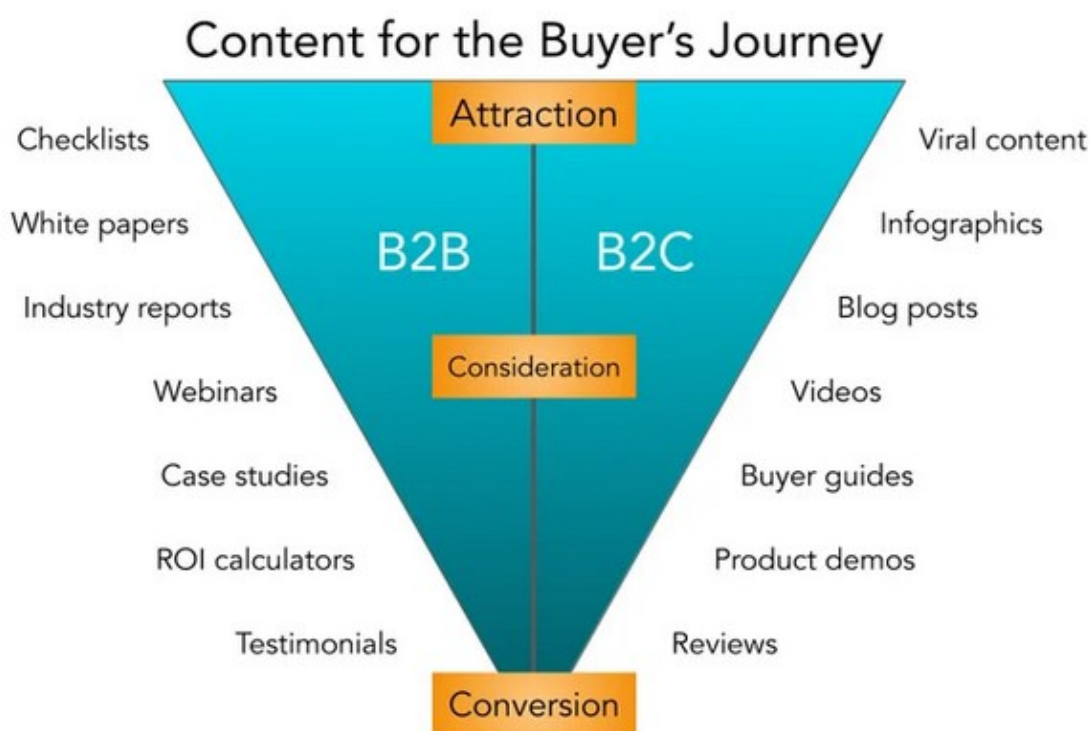 Content for the Buyer's Journey
Attraction
Checklists
Viral content
White papers
Infographics
B2B
B2C
Industry reports
Blog posts
Consideration
Webinars
Videos
Case studies
Buyer guides
ROI calculators
Product demos
Testimonials
Reviews
Conversion